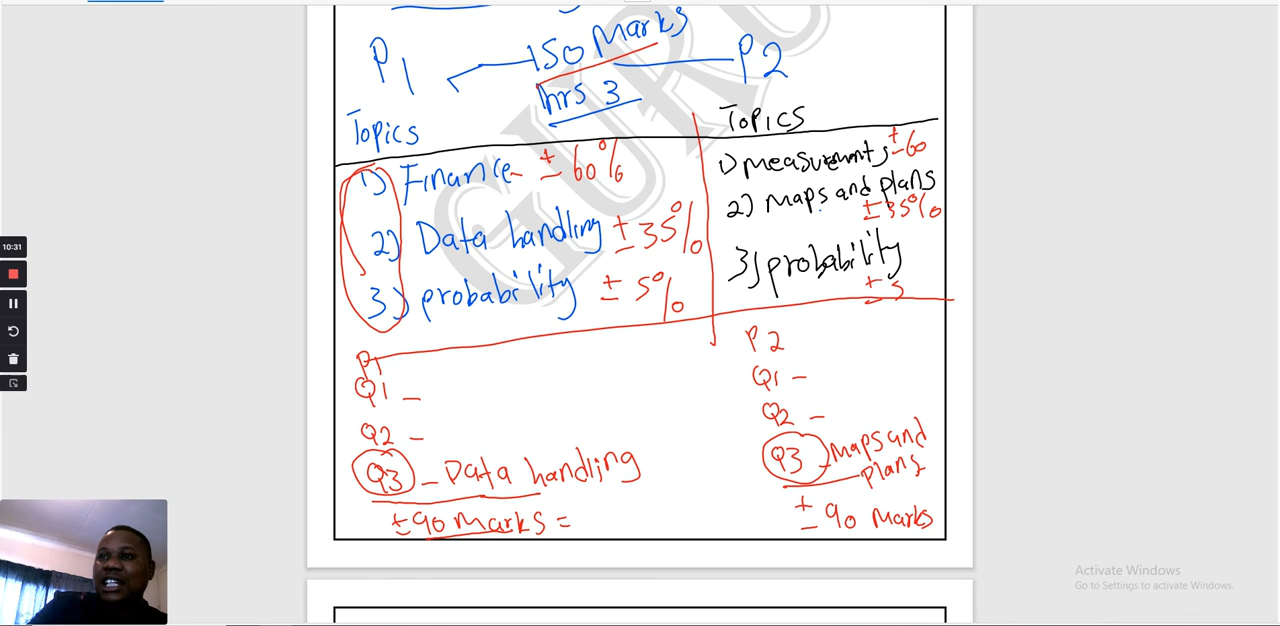 P1 150 Marks P2
hrs 3
Topics
1) Finance - ± 60%
2) Data handling ± 35%
3) probability ± 5%
Topics
1) measurements ± 60
2) maps and plans
± 35%
3) probability
± 5
P1
Q1 -
Q2 -
Q3 - Data handling
± 90 Marks =
P2
Q1 -
Q2 -
Q3 - Maps and
plans
± 90 Marks
GURU
10:31
Activate Windows
Go to Settings to activate Windows.